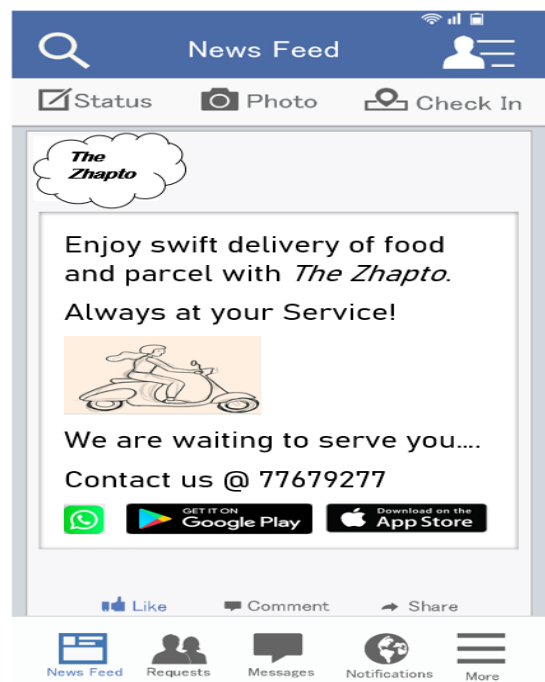 News Feed
Status Photo Check In
The
Zhapto
Enjoy swift delivery of food
and parcel with The Zhapto.
Always at your Service!
We are waiting to serve you....
Contact us @ 77679277
GET IT ON
Google Play
Download on the
App Store
Like Comment Share
News Feed Requests Messages Notifications More